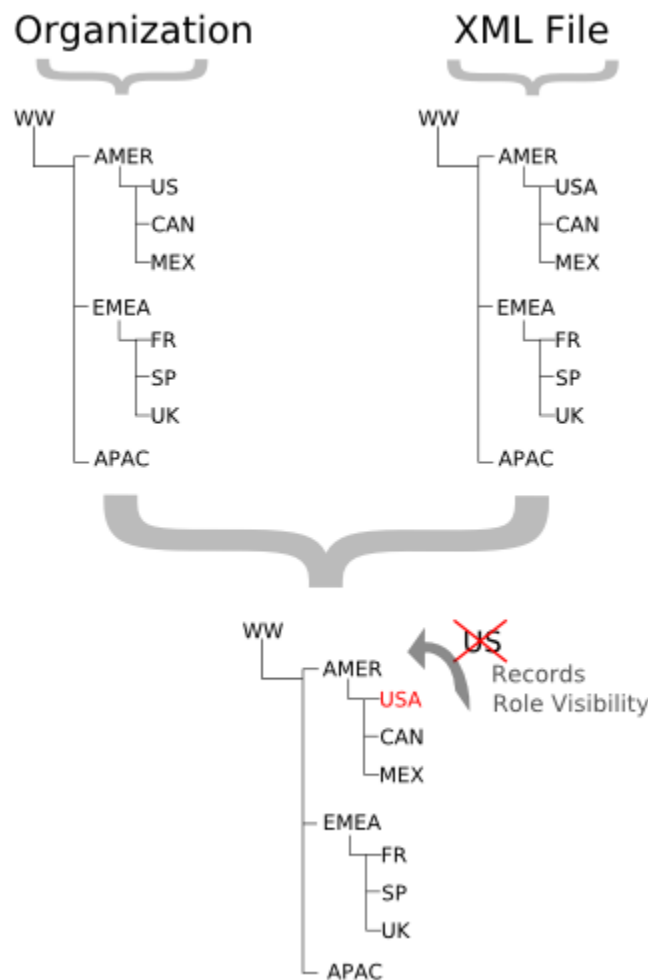 Organization
WW
AMER
US
CAN
MEX
EMEA
FR
SP
UK
APAC
XML File
WW
AMER
USA
CAN
MEX
EMEA
FR
SP
UK
APAC
WW
AMER
USA
CAN
MEX
EMEA
FR
SP
UK
APAC
US
Records
Role Visibility